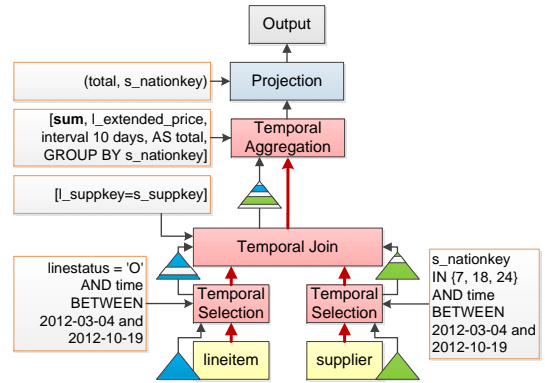 Output
(total, s_nationkey)
Projection
[sum, l_extended_price,
interval 10 days, AS total,
GROUP BY s_nationkey]
Temporal
Aggregation
[l_suppkey=s_suppkey]
Temporal Join
linestatus = 'O'
AND time
BETWEEN
2012-03-04 and
2012-10-19
Temporal
Selection
Temporal
Selection
s_nationkey
IN {7, 18, 24}
AND time
BETWEEN
2012-03-04 and
2012-10-19
lineitem
supplier